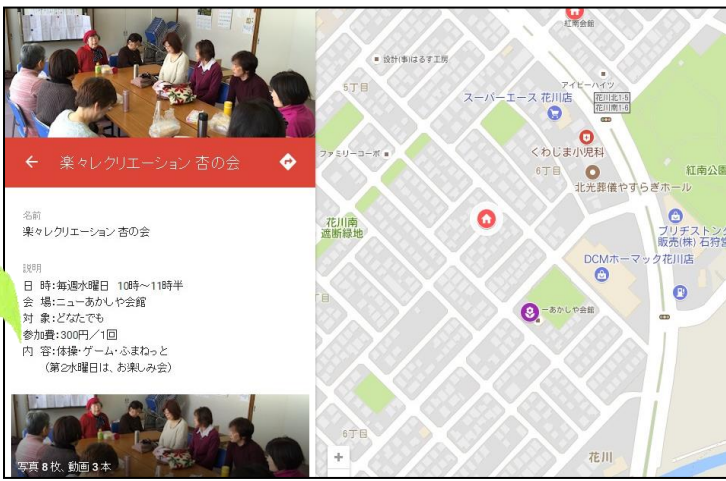 楽々レクリエーション 杏の会
名前
楽々レクリエーション 杏の会
説明
日 時：毎週水曜日 10時～11時半
会 場：ニューあかしや会館
対 象：どなたでも
参加費：300円／1回
内 容：体操・ゲーム・ふまねっと
（第2水曜日は、お楽しみ会）
写真 8 枚、動画 3 本
紅南会館
設計(事)はるす工房
5丁目
アイビーハイツ
スーパーエース 花川店
花川北1-5
花川南1-6
ファミリーコーポ
くわしま小児科
6丁目
紅南公園
北光葬儀やすらぎホール
花川南
遮断緑地
ブリヂストンタ
販売(株) 石狩営
DCMホーマック花川店
丁目
ーあかしや会館
6丁目
花川
+